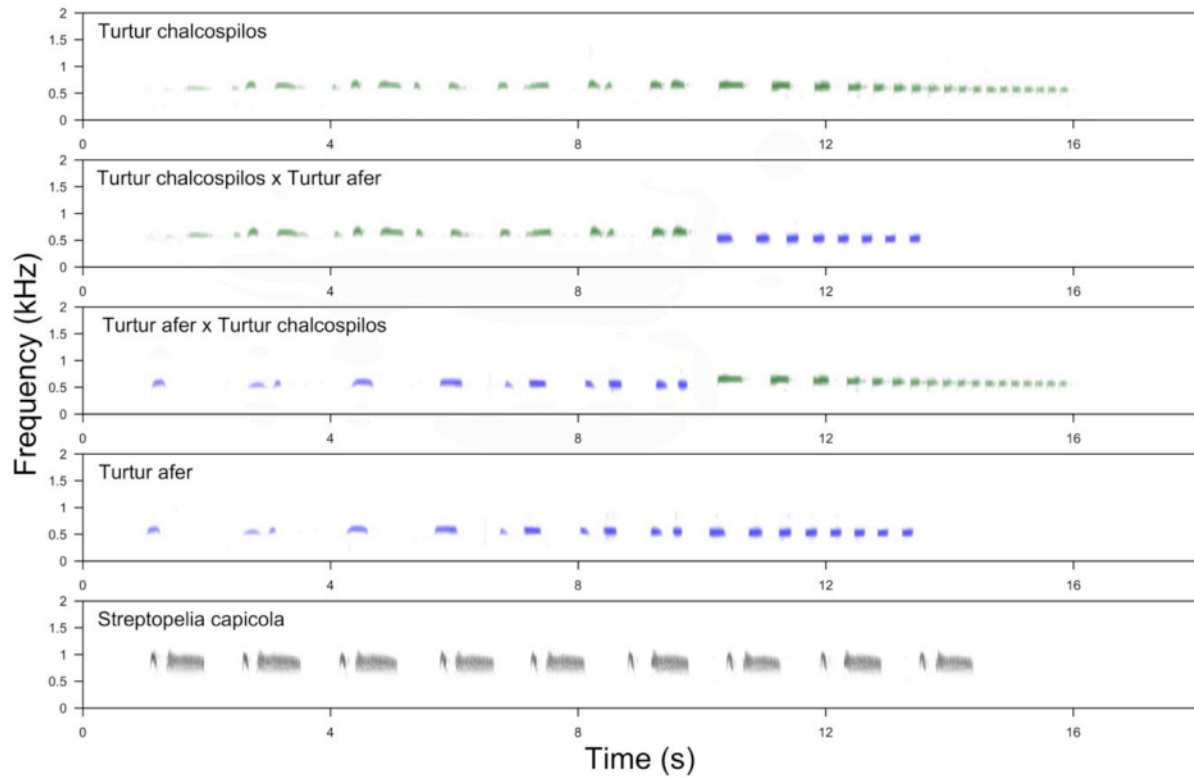 Turtur chalcospilos
2
1.5
1
0.5
0
0 4 8 12 16
Turtur chalcospilos x Turtur afer
2
1.5
1
0.5
0
0 4 8 12 16
Turtur afer x Turtur chalcospilos
2
1.5
1
0.5
0
0 4 8 12 16
Turtur afer
2
1.5
1
0.5
0
0 4 8 12 16
Streptopelia capicola
2
1.5
1
0.5
0
0 4 8 12 16
Frequency (kHz)
Time (s)